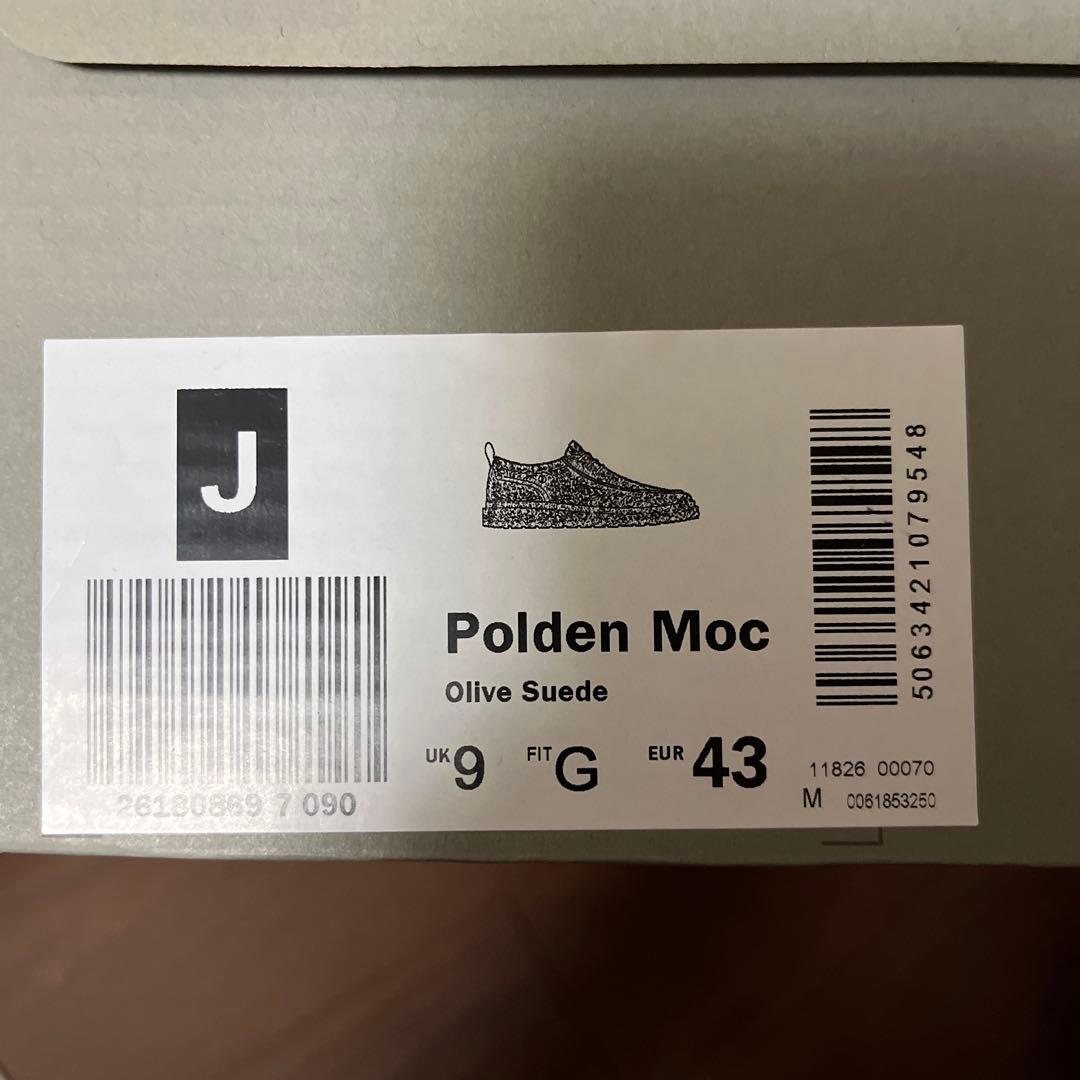 J
26180869 7 090
Polden Moc
Olive Suede
UK 9 FIT G EUR 43
5063421079548
11826 00070
M 0061853250